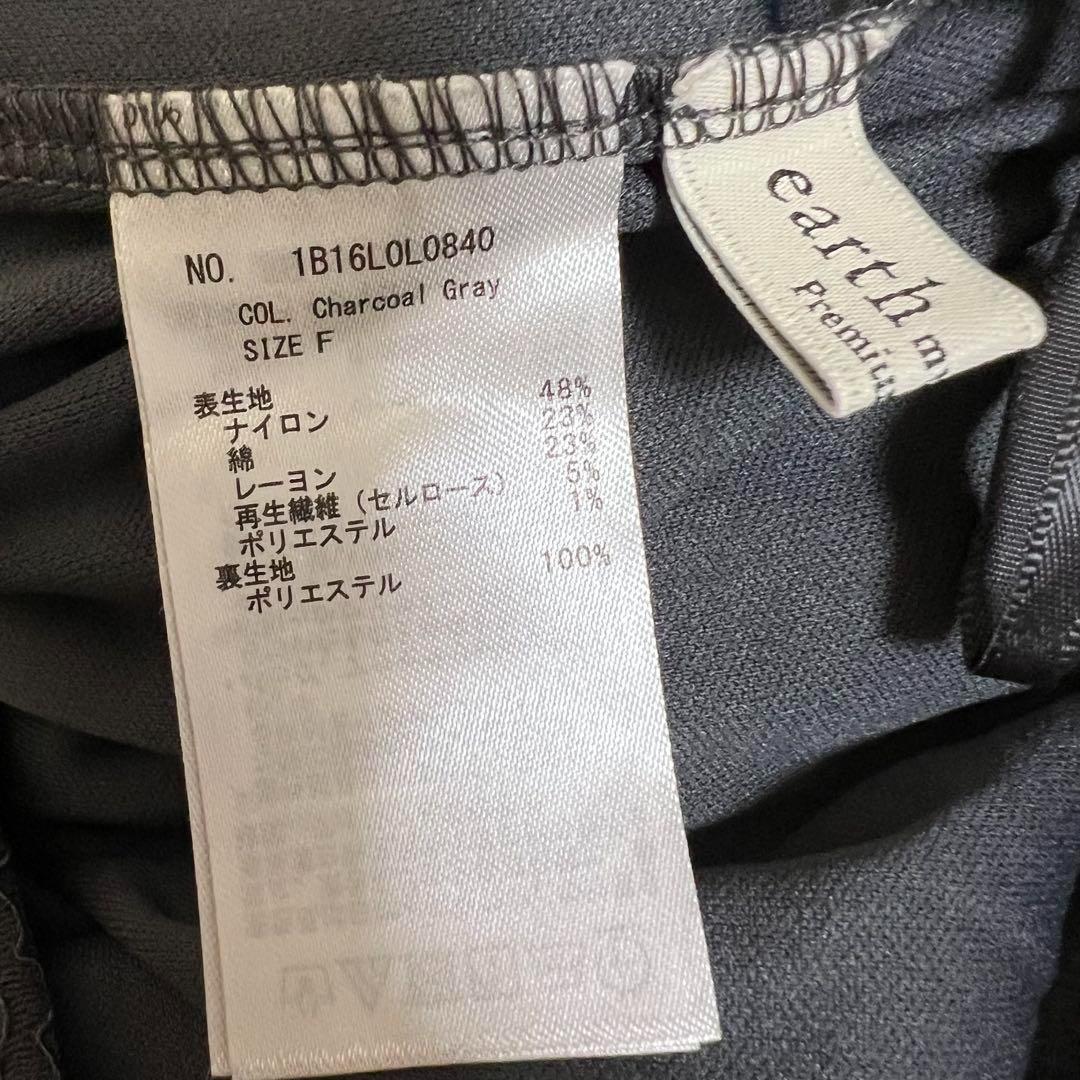 NO. 1B16L0L0840
COL. Charcoal Gray
SIZE F
表生地
ナイロン 48%
綿 23%
レーヨン 23%
再生繊維(セルロース) 5%
ポリエステル 1%
裏生地
ポリエステル 100%
earth